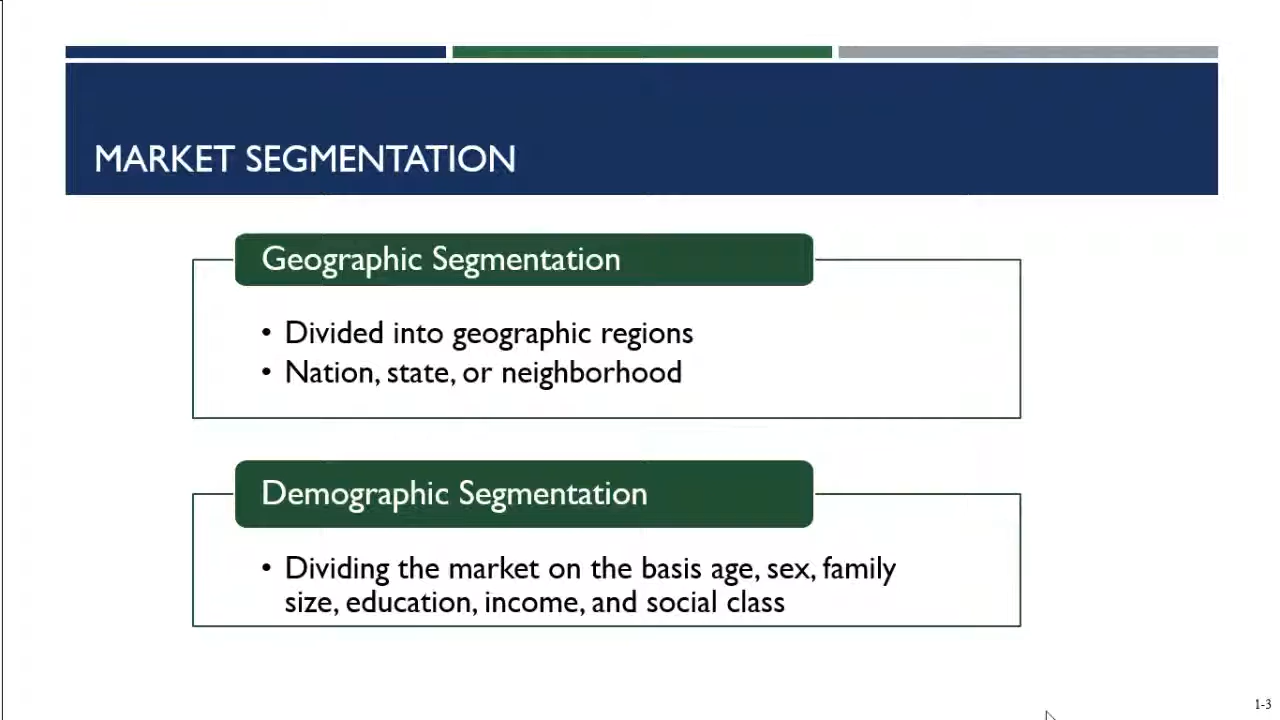 MARKET SEGMENTATION
Geographic Segmentation
• Divided into geographic regions
• Nation, state, or neighborhood
Demographic Segmentation
• Dividing the market on the basis age, sex, family
size, education, income, and social class
1-3